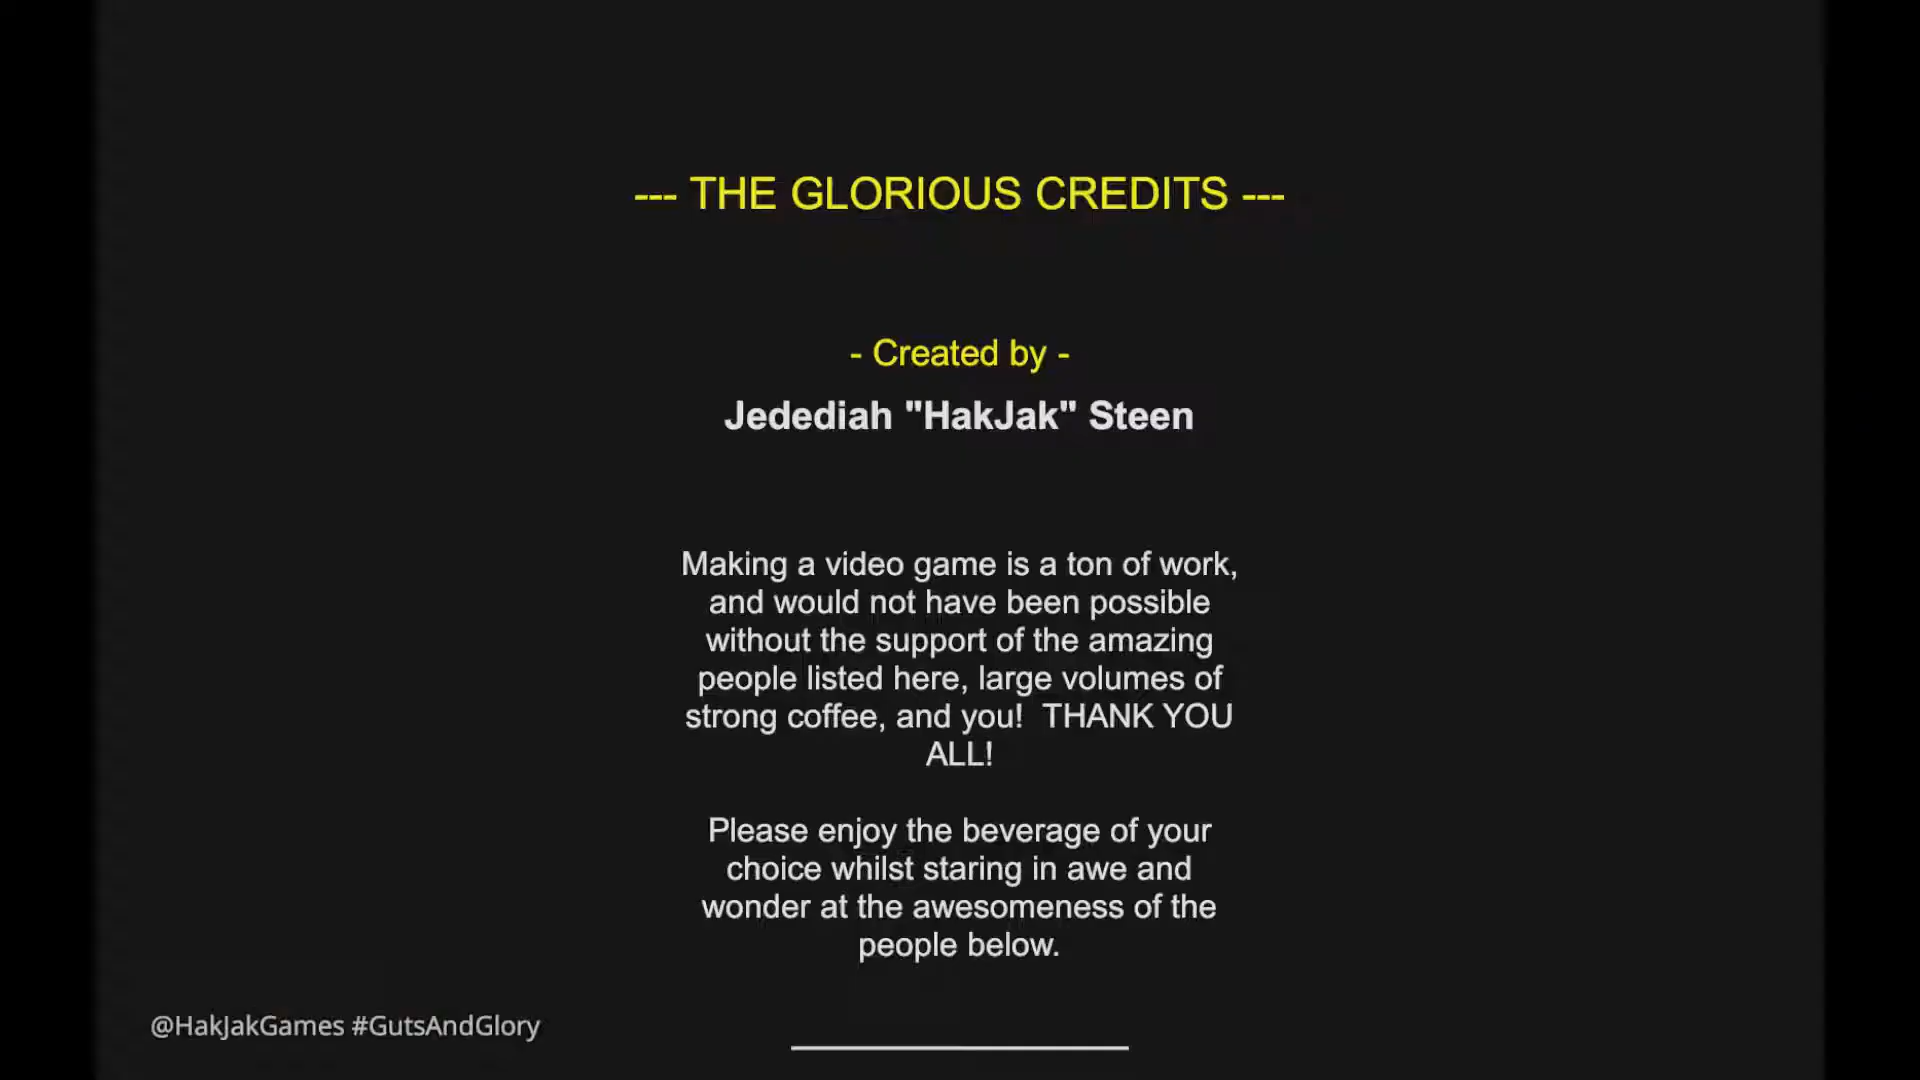 --- THE GLORIOUS CREDITS ---
- Created by -
Jedediah "HakJak" Steen
Making a video game is a ton of work,
and would not have been possible
without the support of the amazing
people listed here, large volumes of
strong coffee, and you!  THANK YOU
ALL!
Please enjoy the beverage of your
choice whilst staring in awe and
wonder at the awesomeness of the
people below.
@HakJakGames #GutsAndGlory